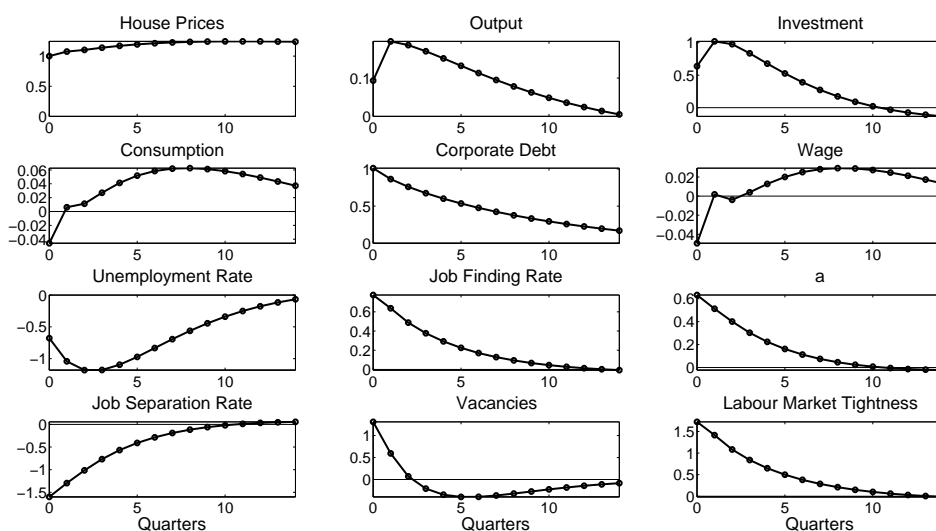 House Prices
Output
Investment
1
0.5
0
0 5 10
0.1
0
0 5 10
1
0.5
0
0 5 10
Consumption
Corporate Debt
Wage
0.06
0.04
0.02
0
−0.02
−0.04
0 5 10
1
0.5
0
0 5 10
0.02
0
−0.02
−0.04
0 5 10
Unemployment Rate
Job Finding Rate
a
0
−0.5
−1
0 5 10
0.6
0.4
0.2
0
0 5 10
0.6
0.4
0.2
0
0 5 10
Job Separation Rate
Vacancies
Labour Market Tightness
0
−0.5
−1
−1.5
0 5 10
1
0.5
0
0 5 10
1.5
1
0.5
0
0 5 10
Quarters
Quarters
Quarters